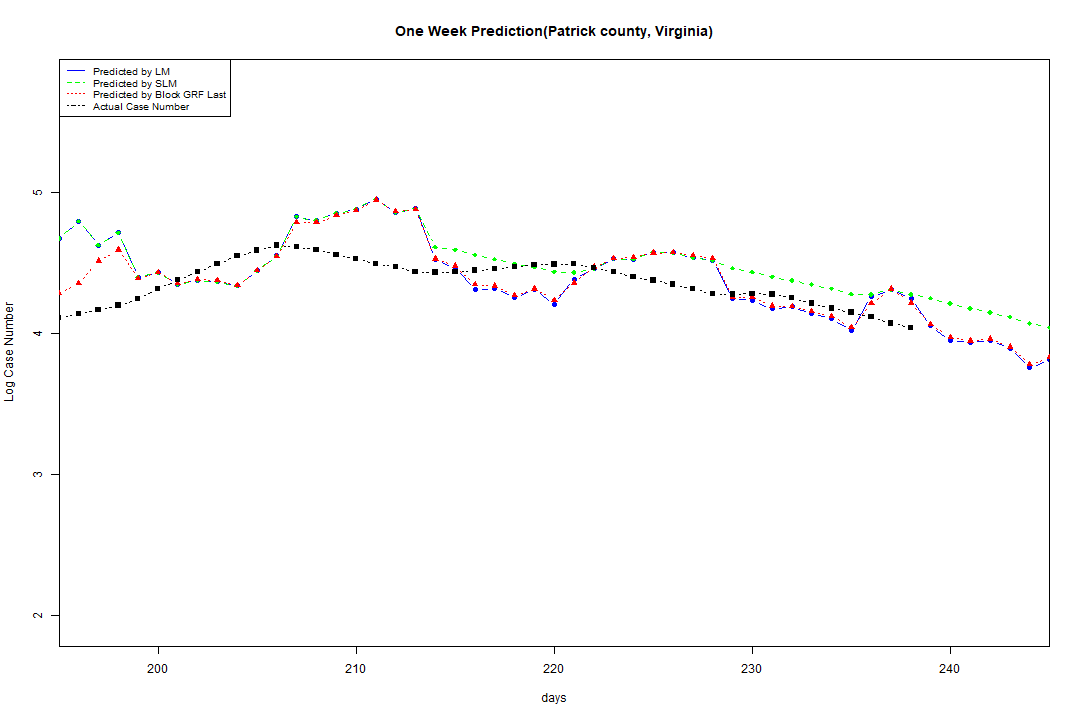 One Week Prediction(Patrick county, Virginia)
Predicted by LM
Predicted by SLM
Predicted by Block GRF Last
Actual Case Number
Log Case Number
5
4
3
2
200 210 220 230 240
days